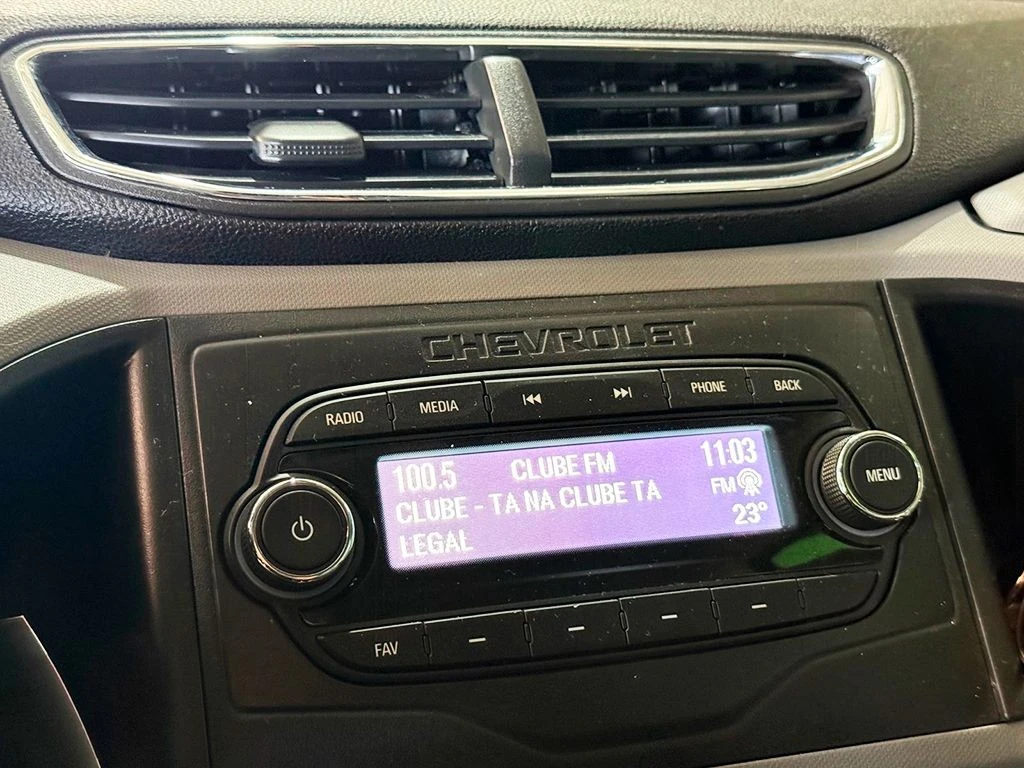 CHEVROLET
RADIO MEDIA PHONE BACK
100.5 CLUBE FM 11:03
CLUBE - TA NA CLUBE TA FM
LEGAL 23°
MENU
FAV